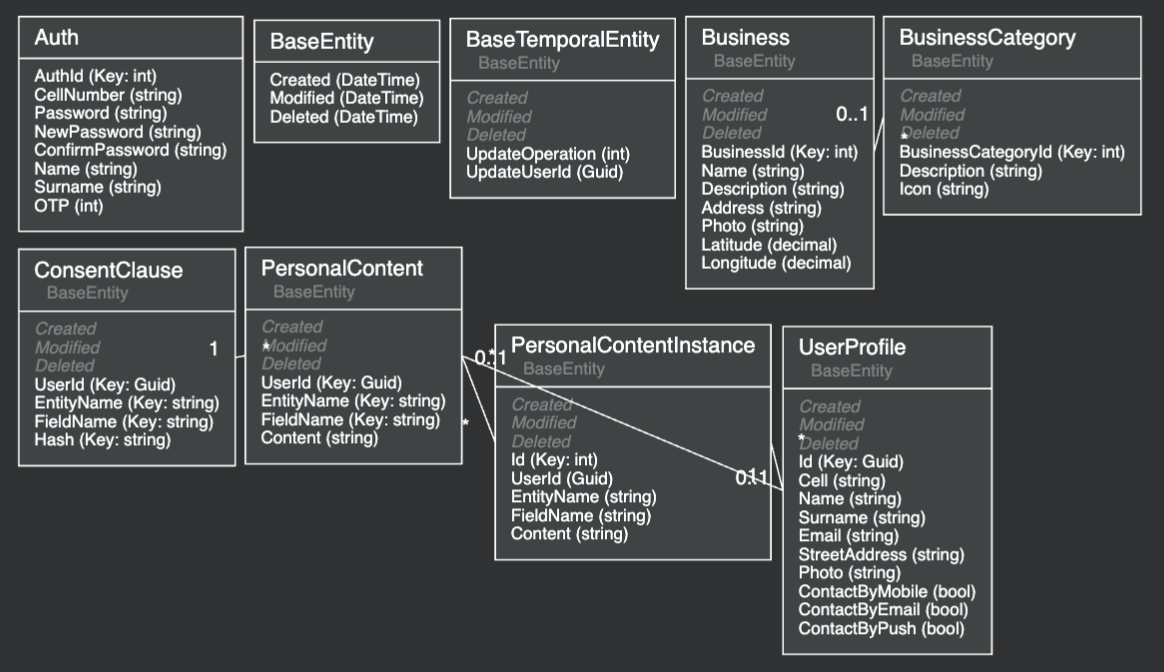 Auth
AuthId (Key: int)
CellNumber (string)
Password (string)
NewPassword (string)
ConfirmPassword (string)
Name (string)
Surname (string)
OTP (int)
BaseEntity
Created (DateTime)
Modified (DateTime)
Deleted (DateTime)
BaseTemporalEntity
BaseEntity
Created
Modified
Deleted
UpdateOperation (int)
UpdateUserId (Guid)
Business
BaseEntity
Created
Modified
0..1
Deleted
BusinessId (Key: int)
Name (string)
Description (string)
Address (string)
Photo (string)
Latitude (decimal)
Longitude (decimal)
BusinessCategory
BaseEntity
Created
Modified
*
Deleted
BusinessCategoryId (Key: int)
Description (string)
Icon (string)
ConsentClause
BaseEntity
Created
Modified
1
Deleted
UserId (Key: Guid)
EntityName (Key: string)
FieldName (Key: string)
Hash (Key: string)
PersonalContent
BaseEntity
Created
*
Modified
Deleted
UserId (Key: Guid)
EntityName (Key: string)
FieldName (Key: string)
*
Content (string)
0..1
*
PersonalContentInstance
BaseEntity
Created
Modified
Deleted
Id (Key: int)
UserId (Guid)
EntityName (string)
FieldName (string)
Content (string)
UserProfile
BaseEntity
Created
Modified
*
Deleted
Id (Key: Guid)
Cell (string)
Name (string)
Surname (string)
Email (string)
StreetAddress (string)
Photo (string)
ContactByMobile (bool)
ContactByEmail (bool)
ContactByPush (bool)